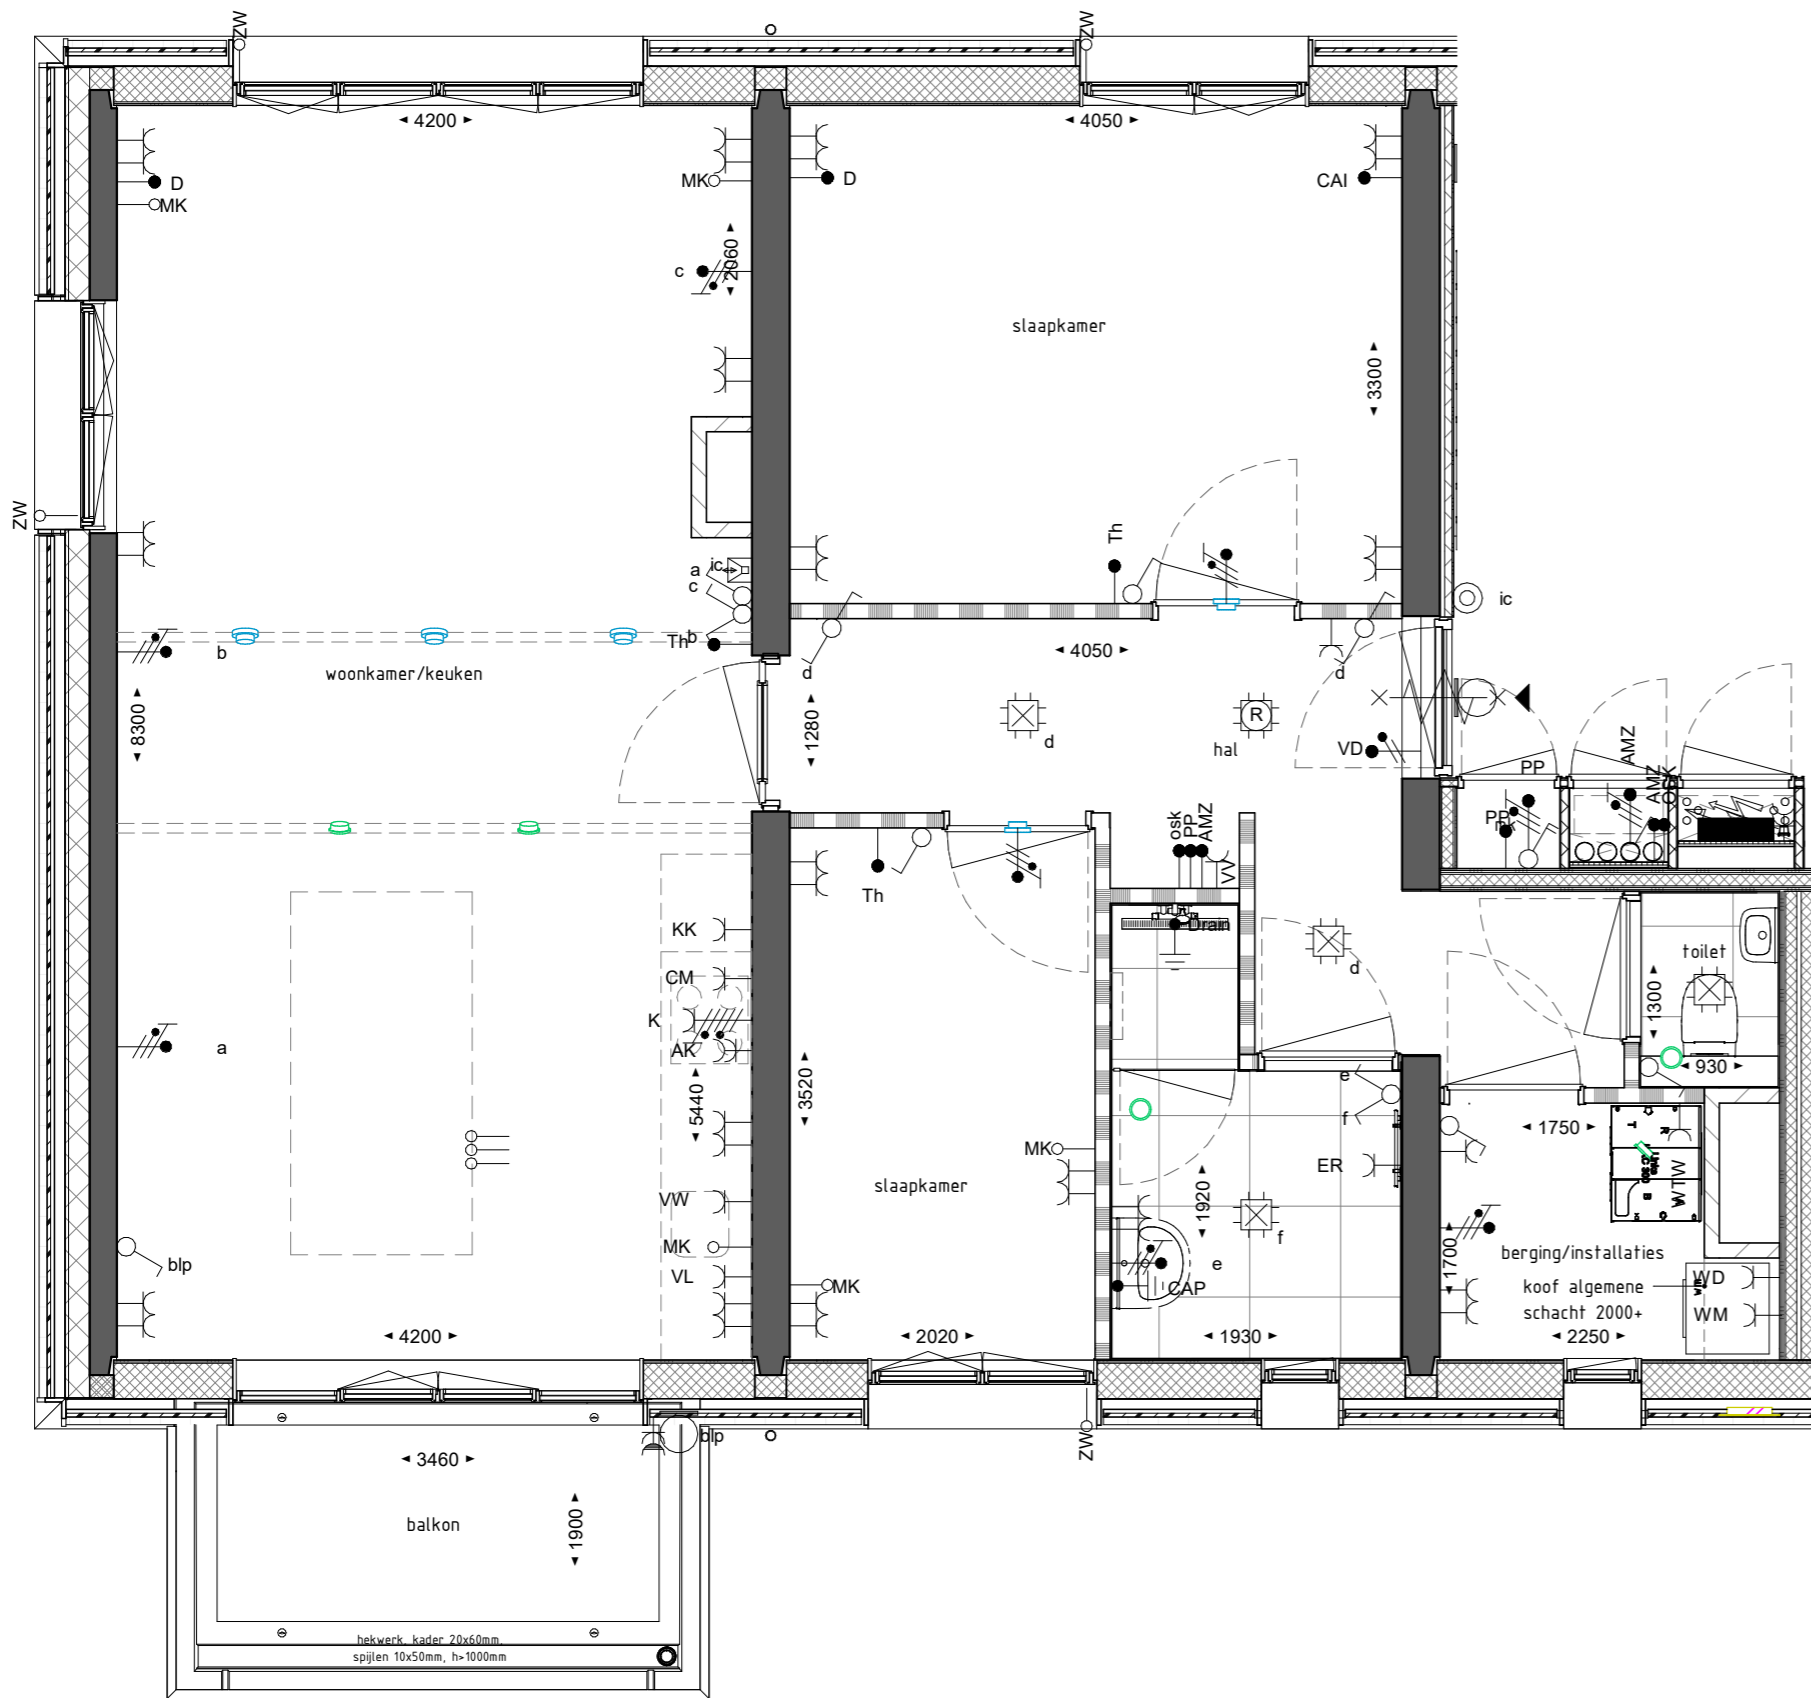 ZW
ZW
4200
4050
D
MK
MK
D
CAI
c
2060
slaapkamer
3300
ZW
Th
ic
a
c
ic
Th
b
b
woonkamer/keuken
d
4050
d
8300
1280
d
R
hal
VD
PP
AMZ
AMZ
PP
osk
PP
AMZ
VV
Th
KK
CM
K
AK
a
Drain
d
toilet
1300
930
5440
3520
e
f
1750
T
R
MK
ER
WTW
B
slaapkamer
VW
1920
f
MK
blp
VL
MK
e
CAP
1700
berging/installaties
koof algemene
schacht 2000+
WD
WM
4200
2020
1930
2250
blp
ZW
3460
balkon
1900
hekwerk, kader 20x60mm,
spijlen 10x50mm, h>1000mm